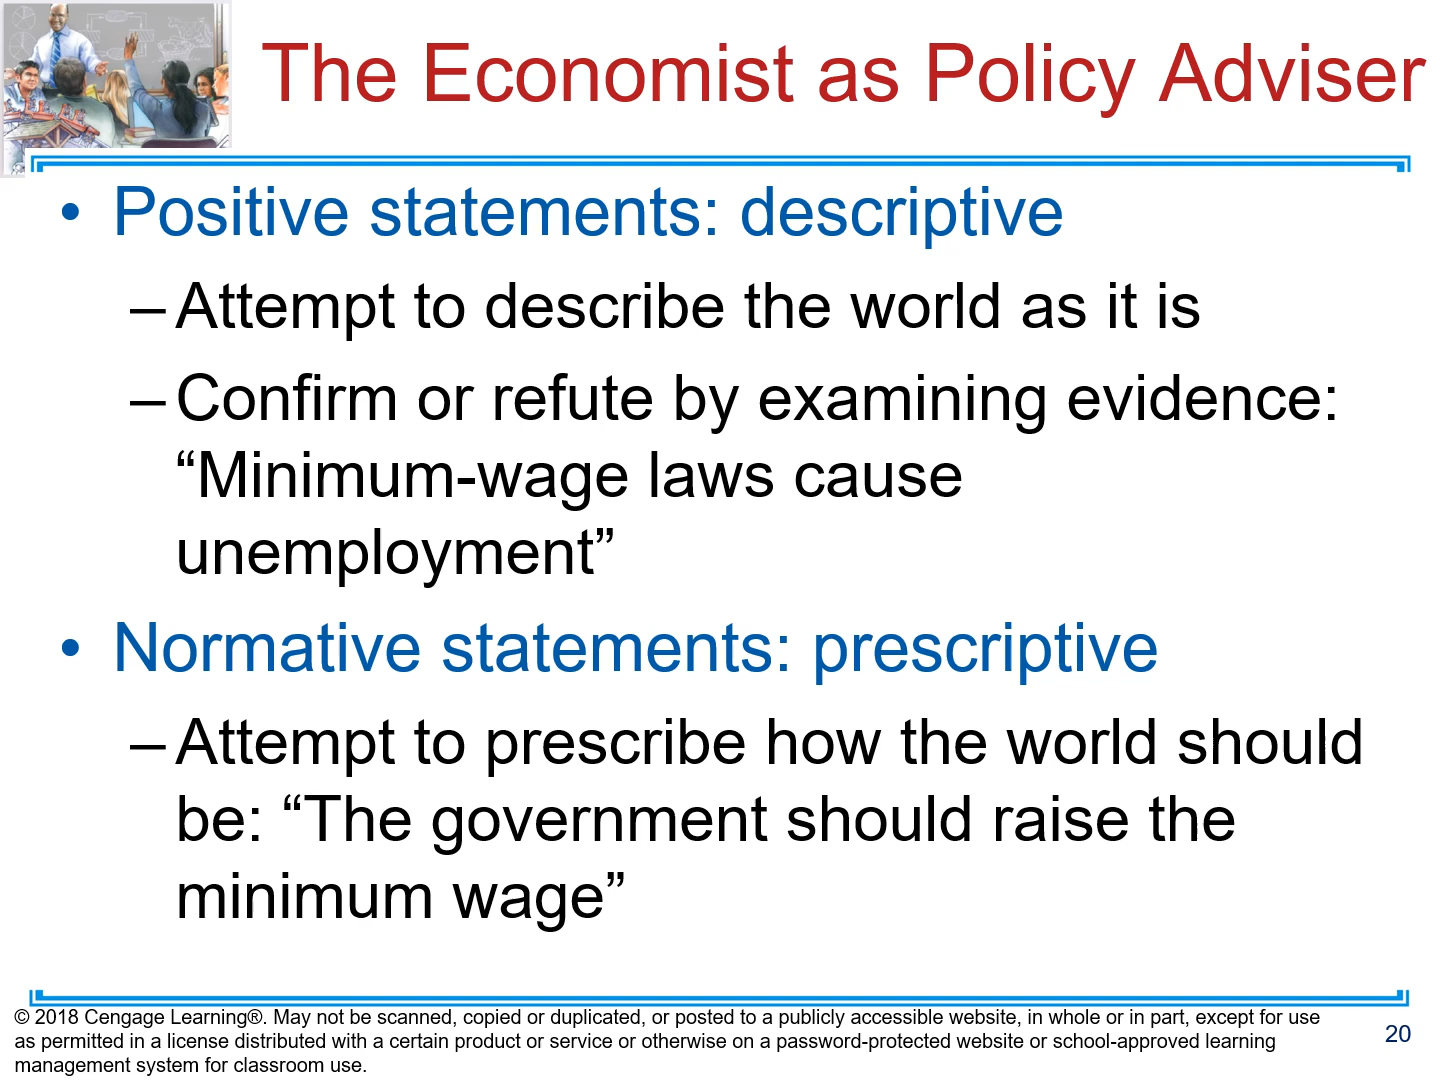 The Economist as Policy Adviser
• Positive statements: descriptive
– Attempt to describe the world as it is
– Confirm or refute by examining evidence:
“Minimum-wage laws cause
unemployment”
• Normative statements: prescriptive
– Attempt to prescribe how the world should
be: “The government should raise the
minimum wage”
© 2018 Cengage Learning®. May not be scanned, copied or duplicated, or posted to a publicly accessible website, in whole or in part, except for use
as permitted in a license distributed with a certain product or service or otherwise on a password-protected website or school-approved learning
management system for classroom use.
20